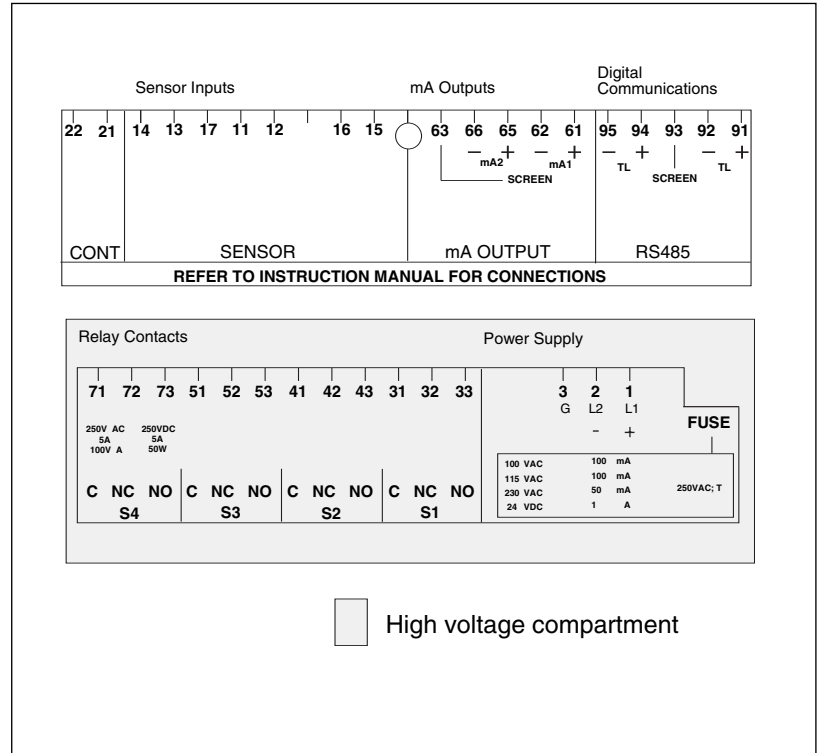 Sensor Inputs mA Outputs Digital Communications
22 21 14 13 17 11 12 16 15 63 66 65 62 61 95 94 93 92 91
− + − + − + − +
mA2 mA1 TL SCREEN TL
SCREEN
CONT SENSOR mA OUTPUT RS485
REFER TO INSTRUCTION MANUAL FOR CONNECTIONS
Relay Contacts Power Supply
71 72 73 51 52 53 41 42 43 31 32 33 3 2 1
G L2 L1
− +
FUSE
250V AC 250VDC
5A 5A
100V A 50W
100 VAC 100 mA
115 VAC 100 mA
230 VAC 50 mA
24 VDC 1 A
250VAC; T
C NC NO C NC NO C NC NO C NC NO
S4 S3 S2 S1
High voltage compartment